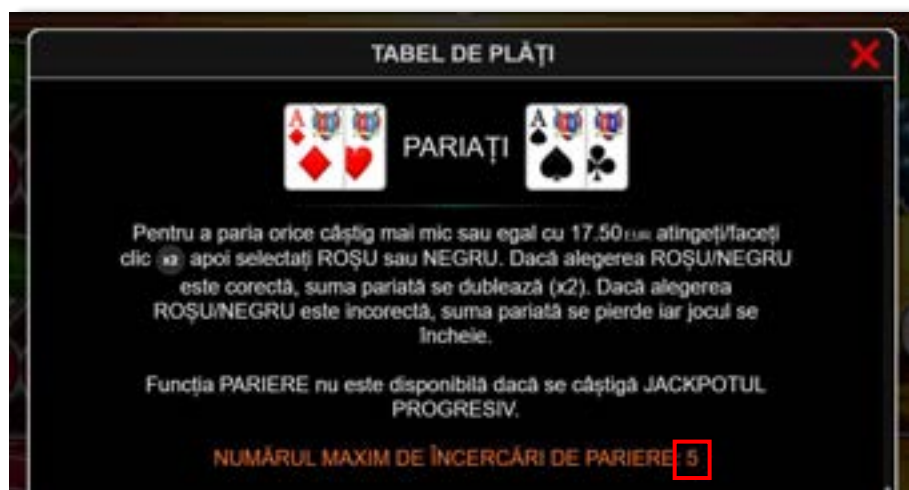 TABEL DE PLĂȚI
A A
PARIAȚI
Pentru a paria orice câștig mai mic sau egal cu 17.50 EUR atingeți/faceți
clic x2 apoi selectați ROȘU sau NEGRU. Dacă alegerea ROȘU/NEGRU
este corectă, suma pariată se dublează (x2). Dacă alegerea
ROȘU/NEGRU este incorectă, suma pariată se pierde iar jocul se
încheie.
Funcția PARIERE nu este disponibilă dacă se câștigă JACKPOTUL
PROGRESIV.
NUMĂRUL MAXIM DE ÎNCERCĂRI DE PARIERE: 5